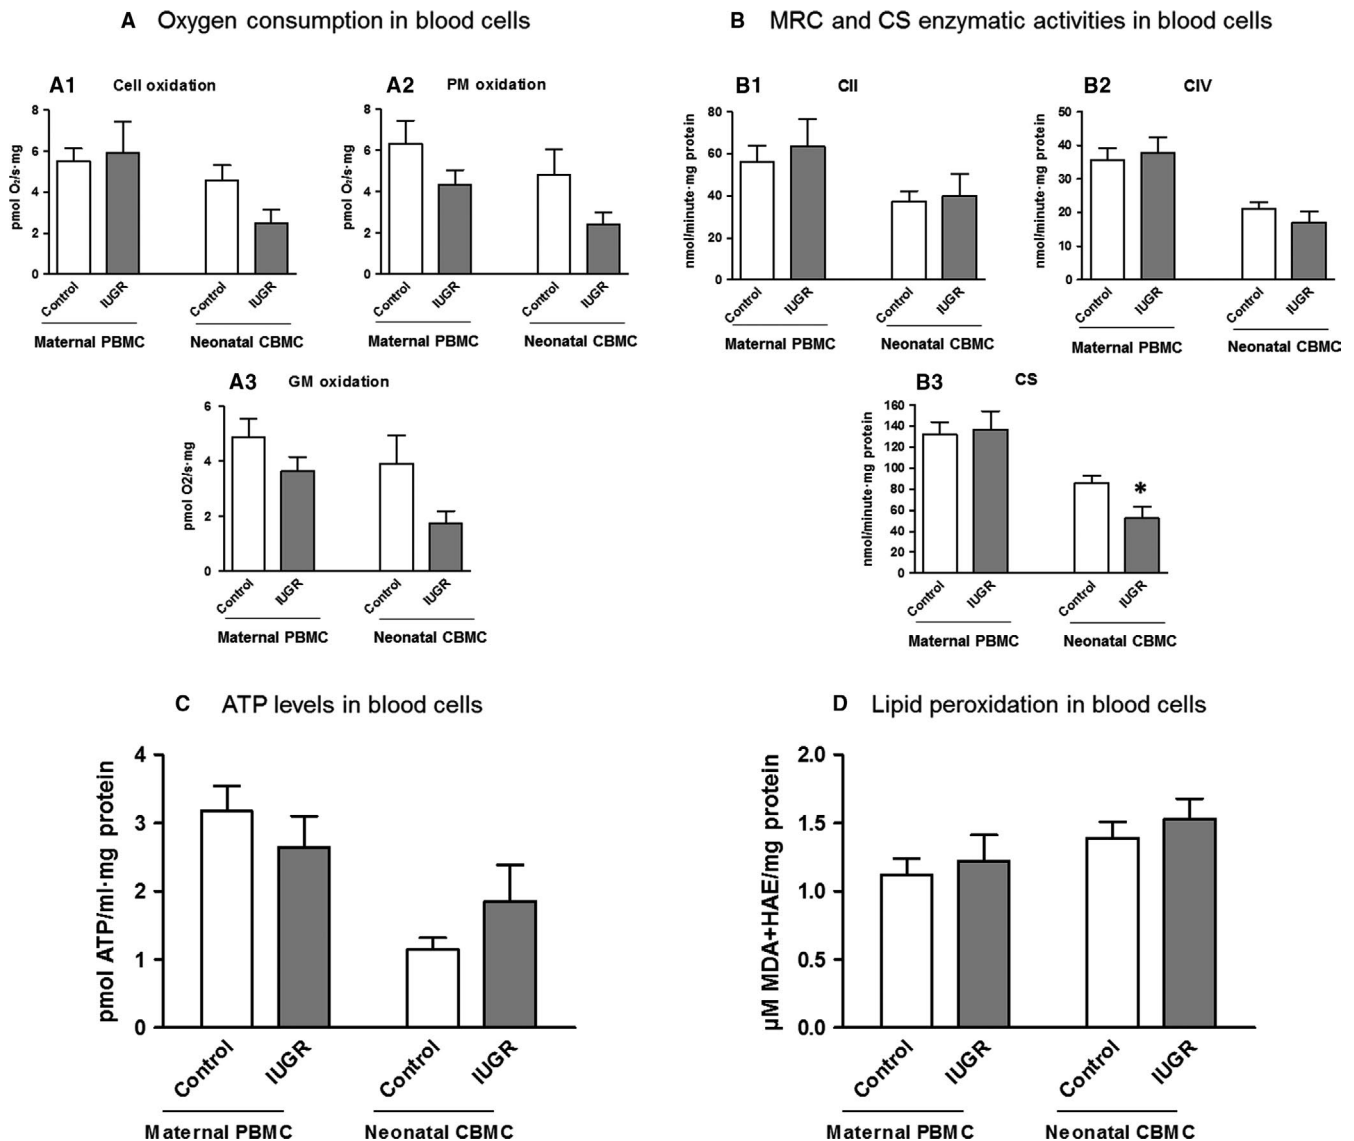 A Oxygen consumption in blood cells
A1 Cell oxidation
pmol O₂/s·mg
8
6
4
2
0
Control IUGR Control IUGR
Maternal PBMC Neonatal CBMC
A2 PM oxidation
pmol O₂/s·mg
8
6
4
2
0
Control IUGR Control IUGR
Maternal PBMC Neonatal CBMC
A3 GM oxidation
pmol O2/s·mg
6
4
2
0
Control IUGR Control IUGR
Maternal PBMC Neonatal CBMC
B MRC and CS enzymatic activities in blood cells
B1 CII
nmol/minute·mg protein
80
60
40
20
0
Control IUGR Control IUGR
Maternal PBMC Neonatal CBMC
B2 CIV
nmol/minute·mg protein
50
40
30
20
10
0
Control IUGR Control IUGR
Maternal PBMC Neonatal CBMC
B3 CS
nmol/minute·mg protein
160
140
120
100
80
60
40
20
0
*
Control IUGR Control IUGR
Maternal PBMC Neonatal CBMC
C ATP levels in blood cells
pmol ATP/ml·mg protein
4
3
2
1
0
Control IUGR Control IUGR
Maternal PBMC Neonatal CBMC
D Lipid peroxidation in blood cells
µM MDA+HAE/mg protein
2.0
1.5
1.0
0.5
0.0
Control IUGR Control IUGR
Maternal PBMC Neonatal CBMC